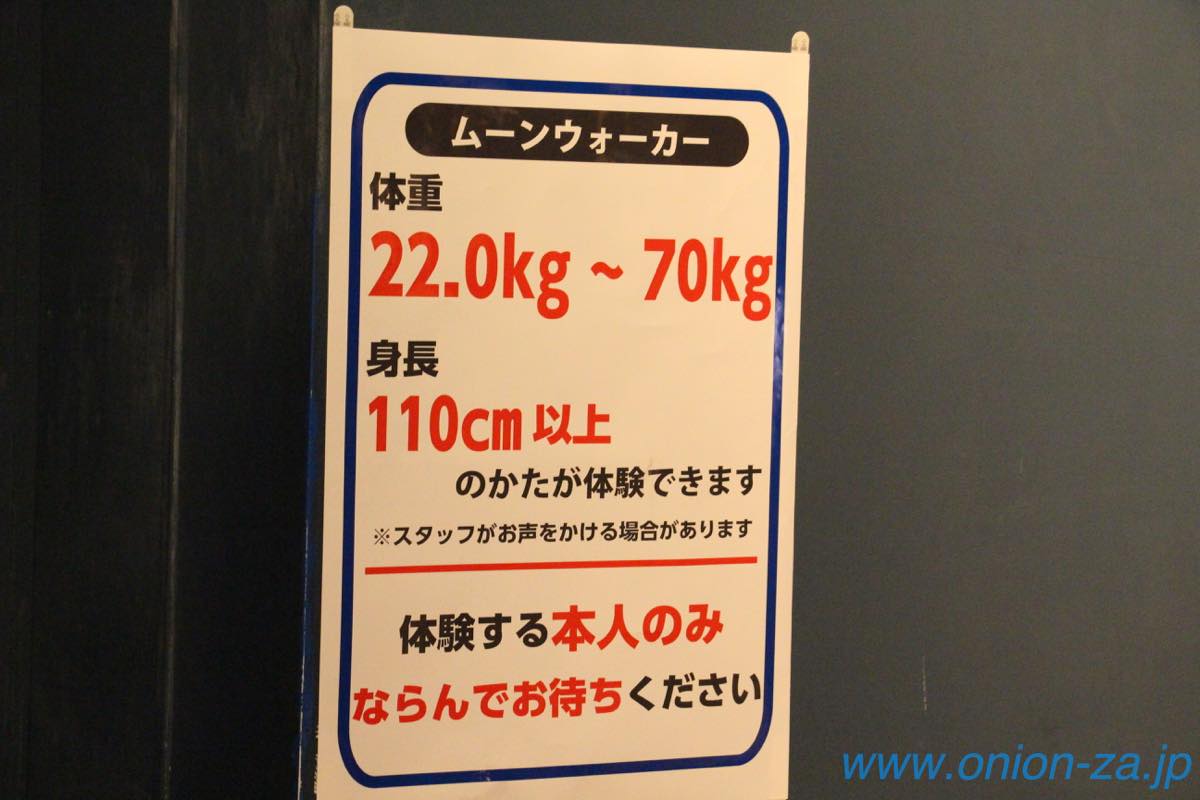 ムーンウォーカー
体重
22.0kg ~ 70kg
身長
110cm 以上
のかたが体験できます
※スタッフがお声をかける場合があります
体験する本人のみ
ならんでお待ちください
www.onion-za.jp